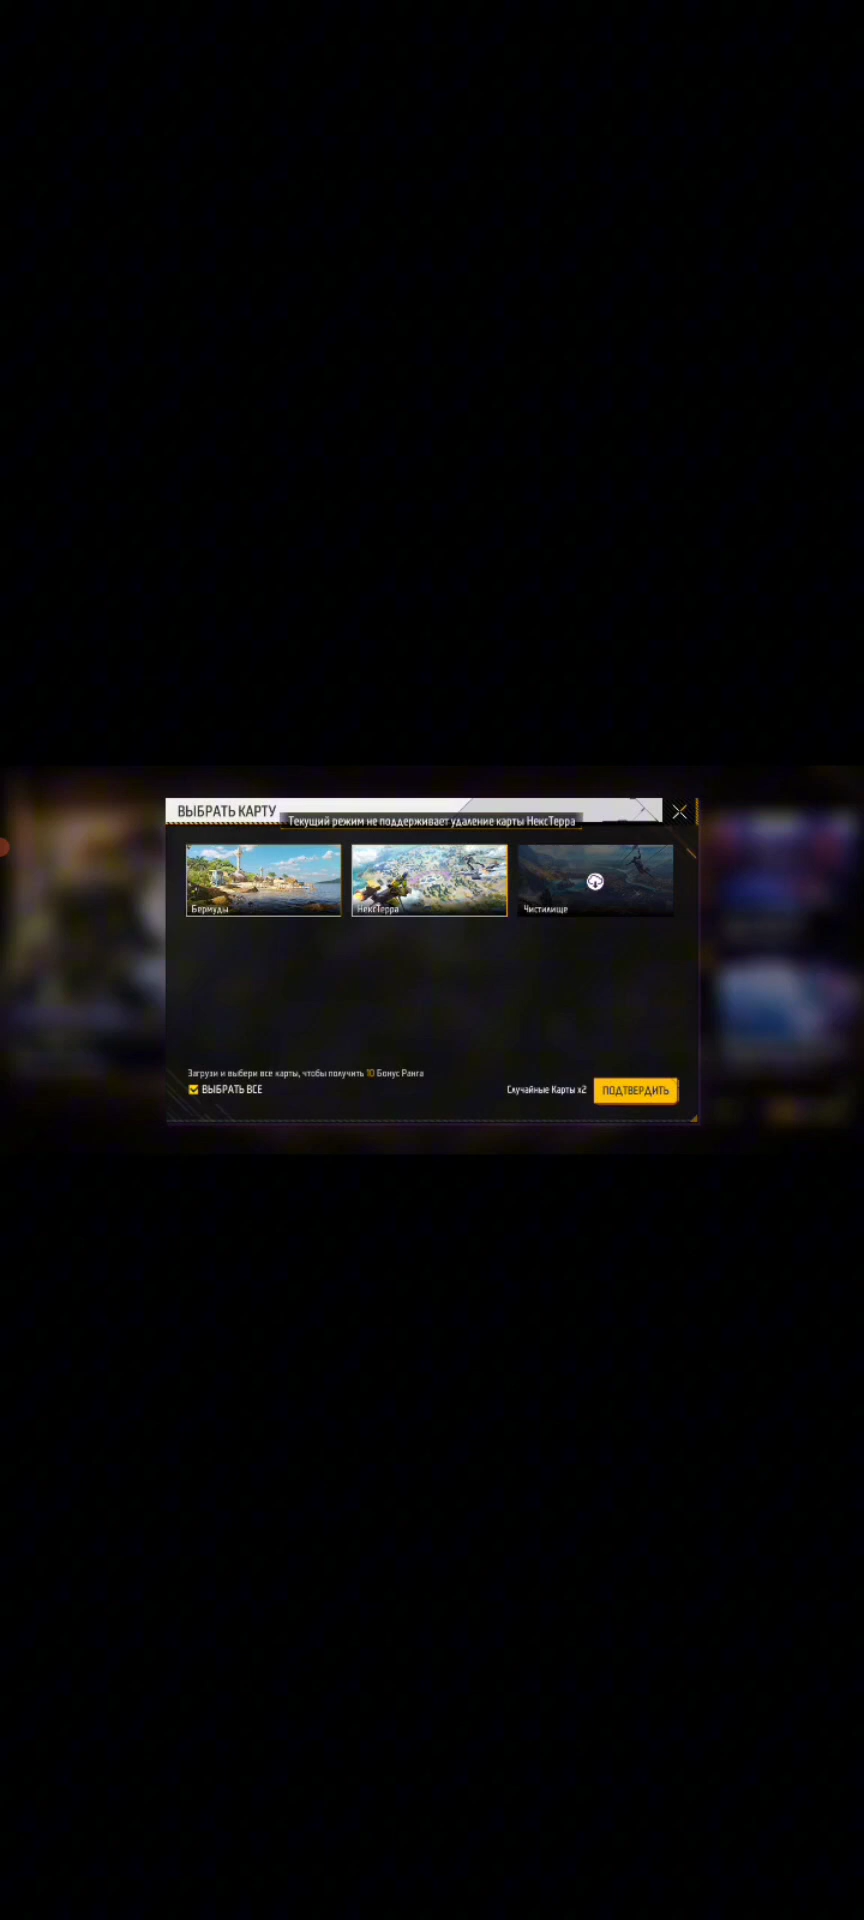 ВЫБРАТЬ КАРТУ
Текущий режим не поддерживает удаление карты НексТерра
Бермуды
НексТерра
Чистилище
Загрузи и выбери все карты, чтобы получить 10 Бонус Ранга
ВЫБРАТЬ ВСЕ
Случайные Карты x2
ПОДТВЕРДИТЬ